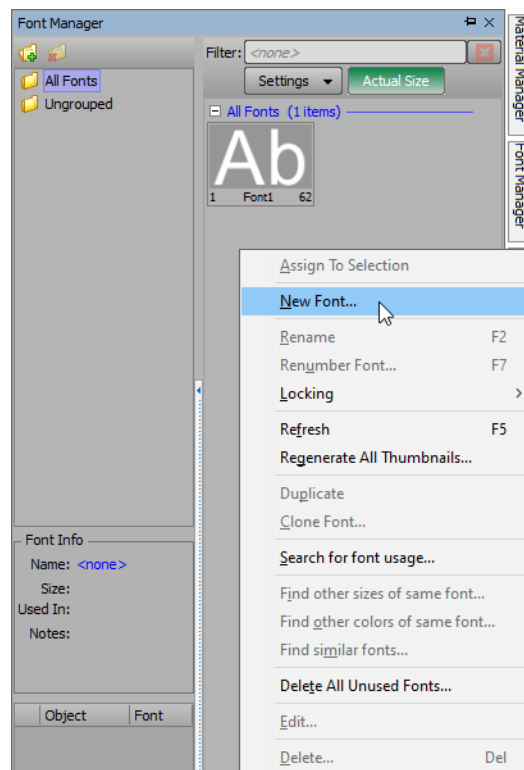 Font Manager
Filter: <none>
Settings Actual Size
All Fonts
Ungrouped
All Fonts (1 items)
Ab
1 Font1 62
Material Manager
Font Manager
Assign To Selection
New Font...
Rename F2
Renumber Font... F7
Locking
Refresh F5
Regenerate All Thumbnails...
Duplicate
Clone Font...
Search for font usage...
Find other sizes of same font...
Find other colors of same font...
Find similar fonts...
Delete All Unused Fonts...
Edit...
Delete... Del
Font Info
Name: <none>
Size:
Used In:
Notes:
Object Font